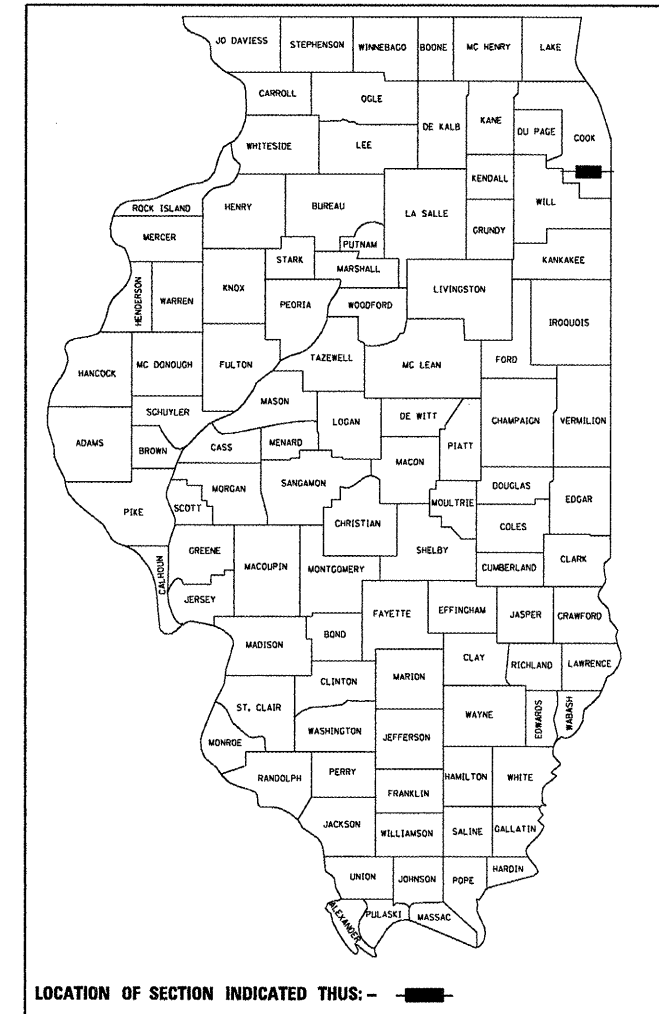 JO DAVIESS STEPHENSON WINNEBAGO BOONE MC HENRY LAKE
CARROLL OGLE DE KALB KANE DU PAGE COOK
WHITESIDE LEE
KENDALL WILL
ROCK ISLAND HENRY BUREAU LA SALLE GRUNDY
MERCER PUTNAM KANKAKEE
STARK MARSHALL
HENDERSON WARREN KNOX PEORIA WOODFORD LIVINGSTON IROQUOIS
HANCOCK MC DONOUGH FULTON TAZEWELL MC LEAN FORD
MASON
SCHUYLER LOGAN DE WITT CHAMPAIGN VERMILION
ADAMS BROWN CASS MENARD PIATT
MACON
PIKE SCOTT MORGAN SANGAMON MOULTRIE DOUGLAS EDGAR
CHRISTIAN COLES
GREENE SHELBY
CALHOUN MACOUPIN MONTGOMERY CUMBERLAND CLARK
JERSEY FAYETTE EFFINGHAM JASPER CRAWFORD
MADISON BOND
CLAY RICHLAND LAWRENCE
CLINTON MARION
ST. CLAIR WAYNE EDWARDS WABASH
WASHINGTON JEFFERSON
MONROE
RANDOLPH PERRY HAMILTON WHITE
FRANKLIN
JACKSON WILLIAMSON SALINE GALLATIN
UNION JOHNSON POPE HARDIN
ALEXANDER PULASKI MASSAC
LOCATION OF SECTION INDICATED THUS: -